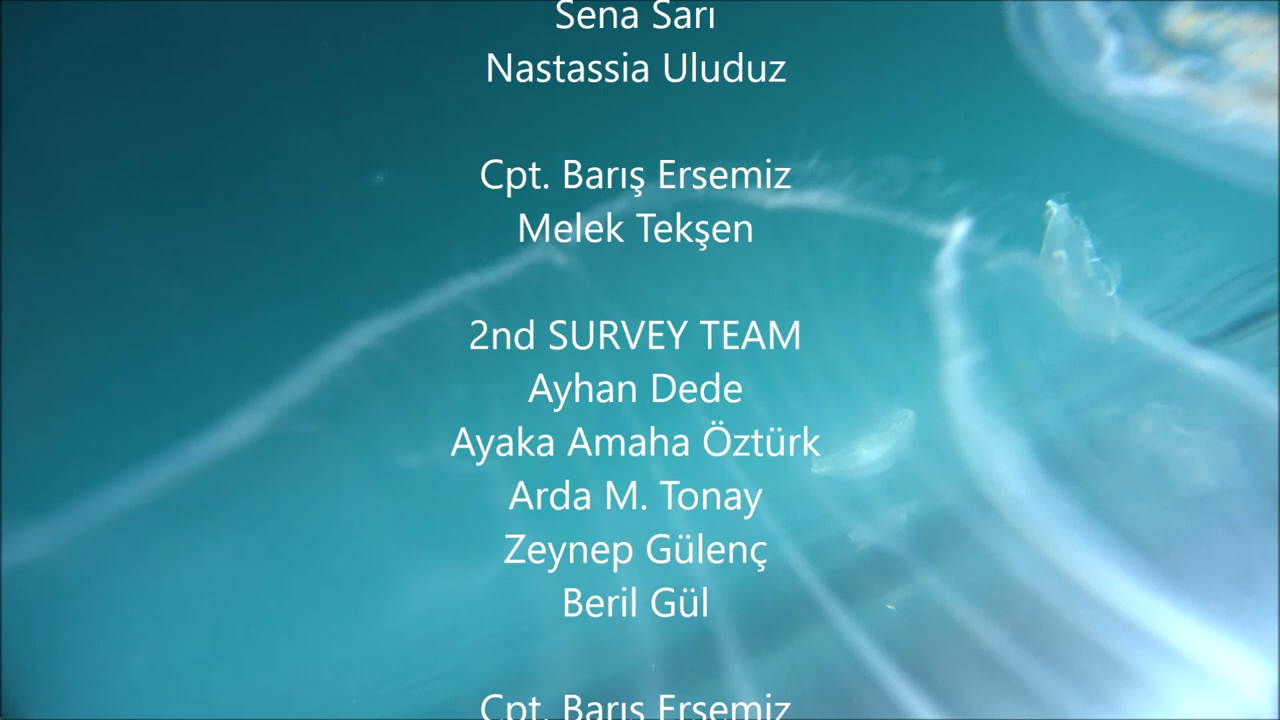 Sena Sarı
Nastassia Uluduz
Cpt. Barış Ersemiz
Melek Tekşen
2nd SURVEY TEAM
Ayhan Dede
Ayaka Amaha Öztürk
Arda M. Tonay
Zeynep Gülenç
Beril Gül
Cpt. Barış Ersemiz